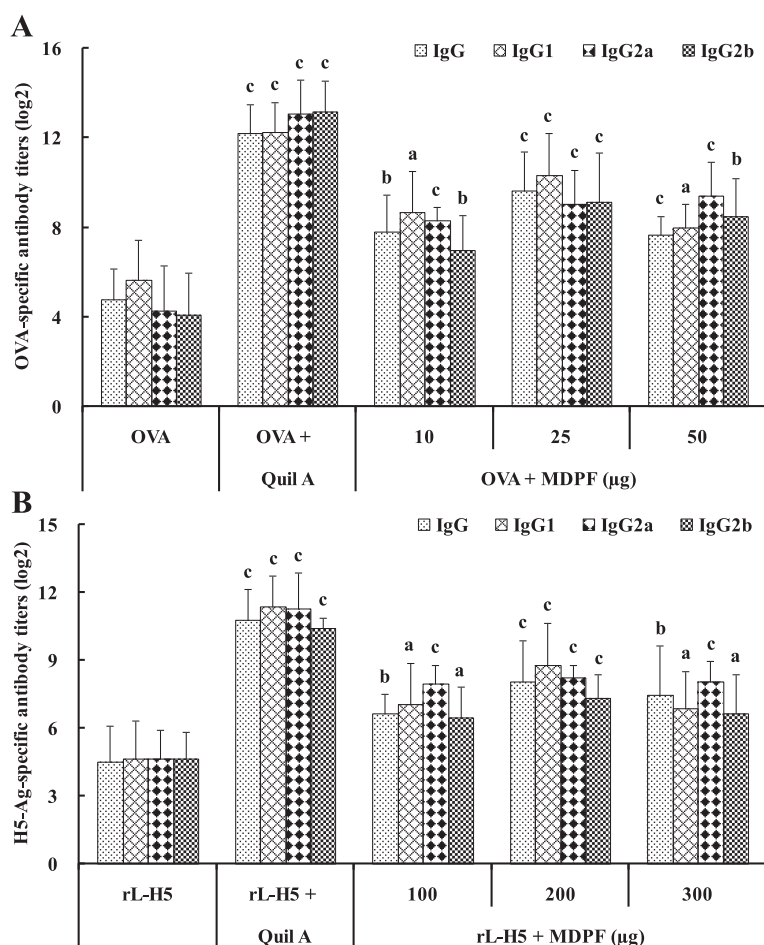 A
IgG IgG1 IgG2a IgG2b
OVA-specific antibody titers (log2)
16
12
8
4
0
c c c c
b a c b
c c c c
c a c b
OVA OVA + 10 25 50
Quil A OVA + MDPF (µg)
B
IgG IgG1 IgG2a IgG2b
H5-Ag-specific antibody titers (log2)
15
12
9
6
3
0
c c c c
b a c a
c c c c
b a c a
rL-H5 rL-H5 + 100 200 300
Quil A rL-H5 + MDPF (µg)